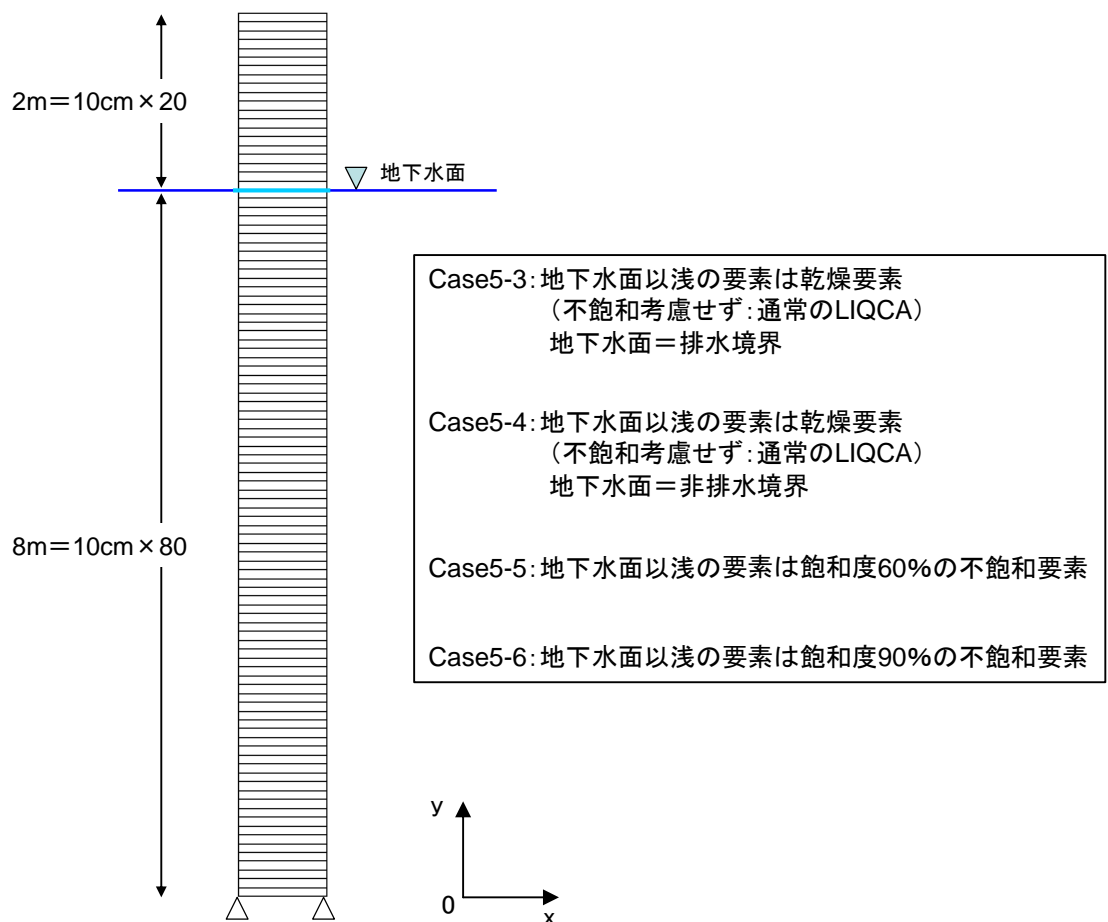 2m＝10cm×20
地下水面
Case5-3：地下水面以浅の要素は乾燥要素
（不飽和考慮せず：通常のLIQCA）
地下水面＝排水境界
Case5-4：地下水面以浅の要素は乾燥要素
（不飽和考慮せず：通常のLIQCA）
地下水面＝非排水境界
8m＝10cm×80
Case5-5：地下水面以浅の要素は飽和度60%の不飽和要素
Case5-6：地下水面以浅の要素は飽和度90%の不飽和要素
y
0
x